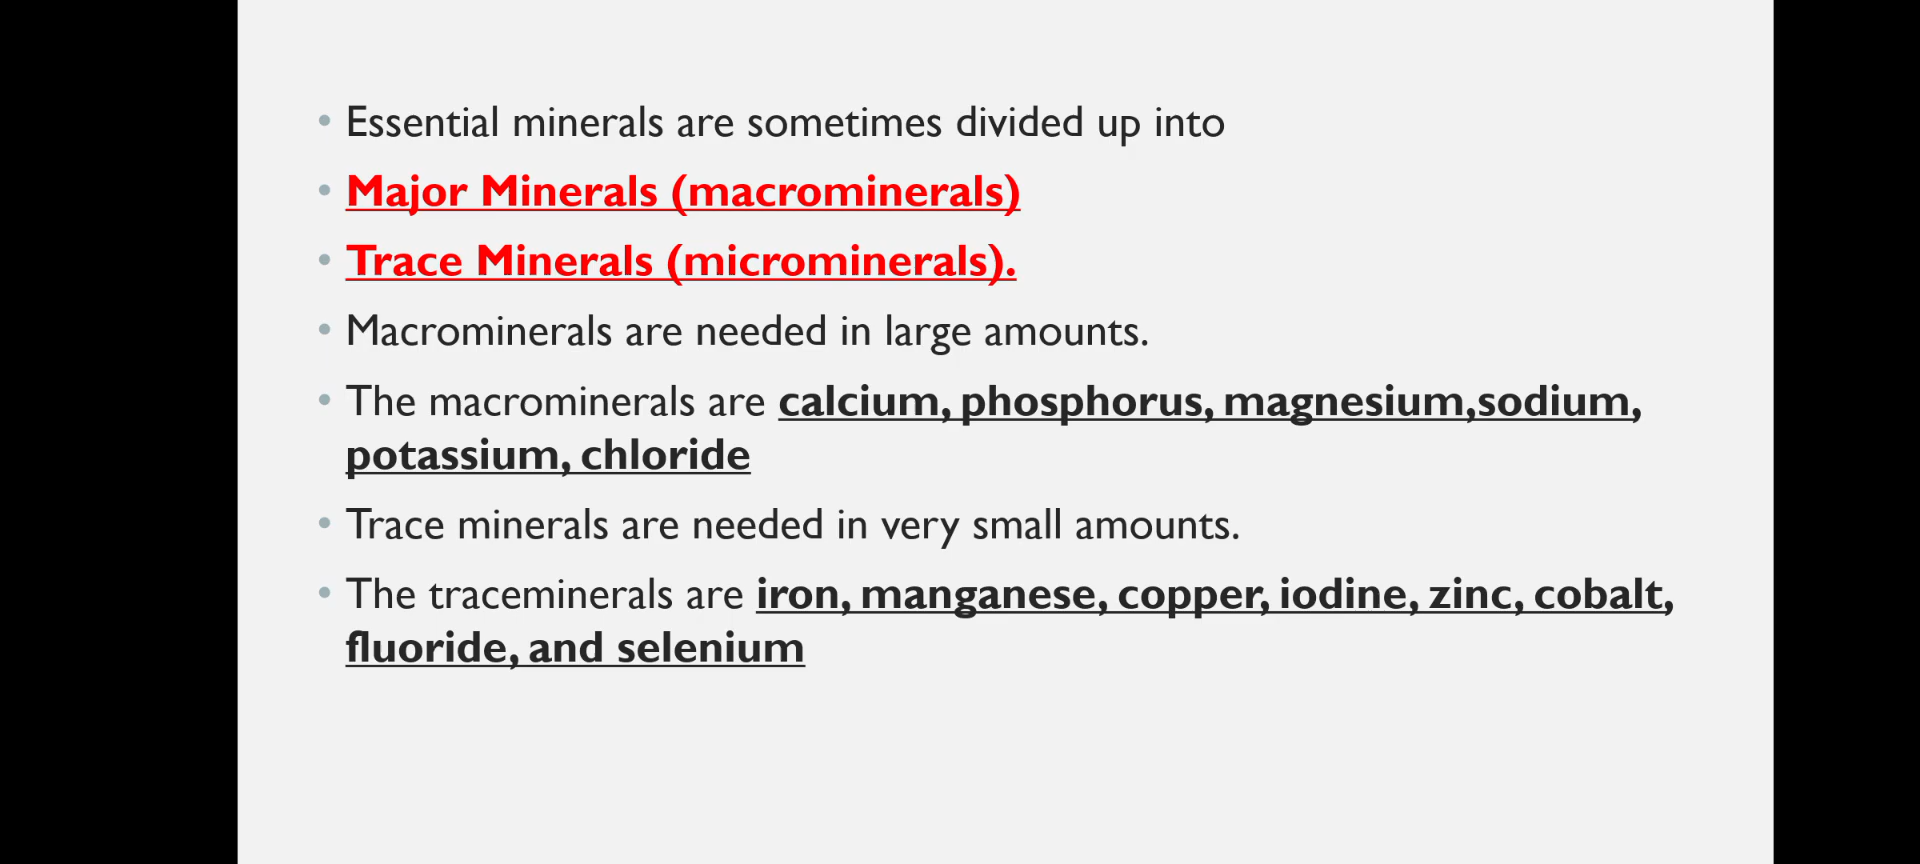 • Essential minerals are sometimes divided up into
• Major Minerals (macrominerals)
• Trace Minerals (microminerals).
• Macrominerals are needed in large amounts.
• The macrominerals are calcium, phosphorus, magnesium,sodium,
potassium, chloride
• Trace minerals are needed in very small amounts.
• The traceminerals are iron, manganese, copper, iodine, zinc, cobalt,
fluoride, and selenium